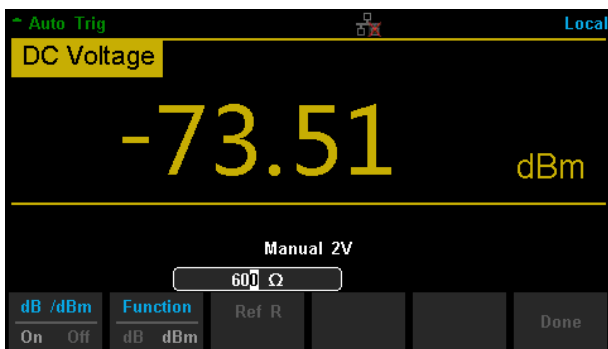 Auto Trig Local
DC Voltage
-73.51 dBm
Manual 2V
600 Ω
dB /dBm Function Ref R Done
On Off dB dBm